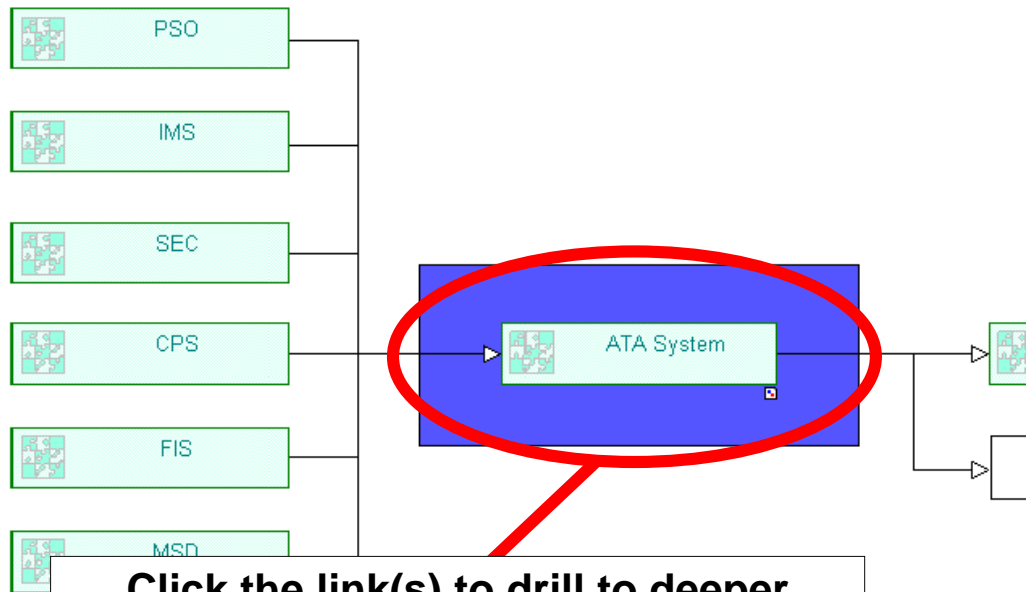 PSO
IMS
SEC
CPS
ATA System
FIS
MSD
Click the link(s) to drill to deeper